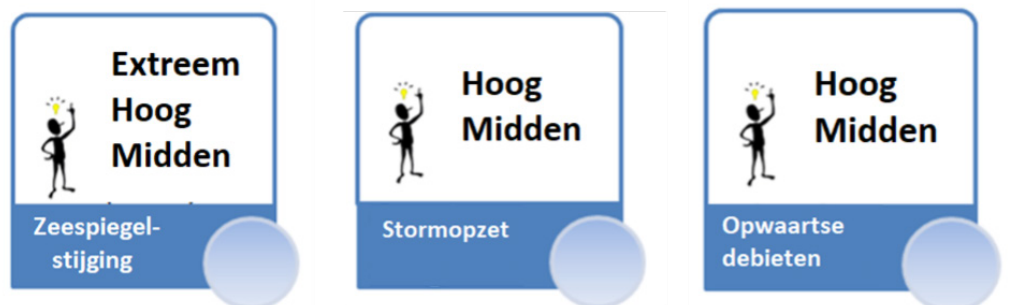 Extreem
Hoog
Midden
Zeespiegel-
stijging
Hoog
Midden
Stormopzet
Hoog
Midden
Opwaartse
debieten